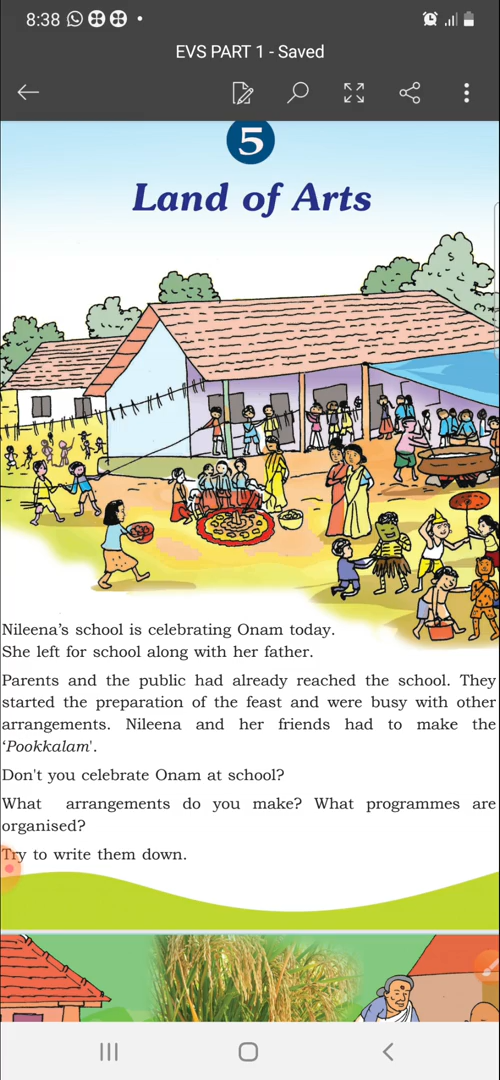 8:38
EVS PART 1 - Saved
5
Land of Arts
Nileena's school is celebrating Onam today.
She left for school along with her father.
Parents and the public had already reached the school. They
started the preparation of the feast and were busy with other
arrangements. Nileena and her friends had to make the
'Pookkalam'.
Don't you celebrate Onam at school?
What arrangements do you make? What programmes are
organised?
Try to write them down.